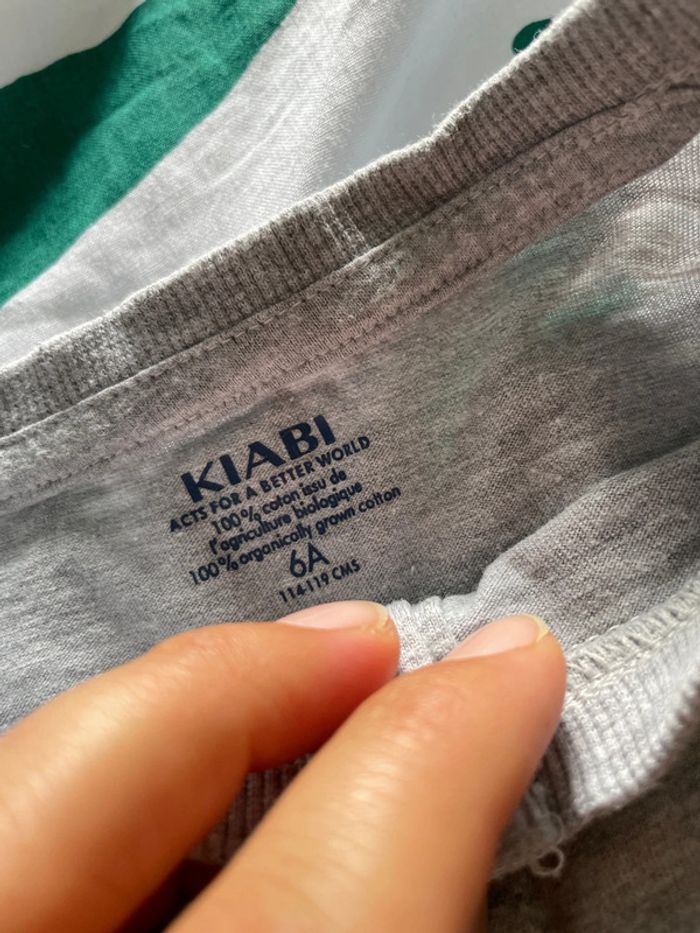 KIABI
ACTS FOR A BETTER WORLD
100% coton issu de
l'agriculture biologique
100% organically grown cotton
6A
114-119 CMS